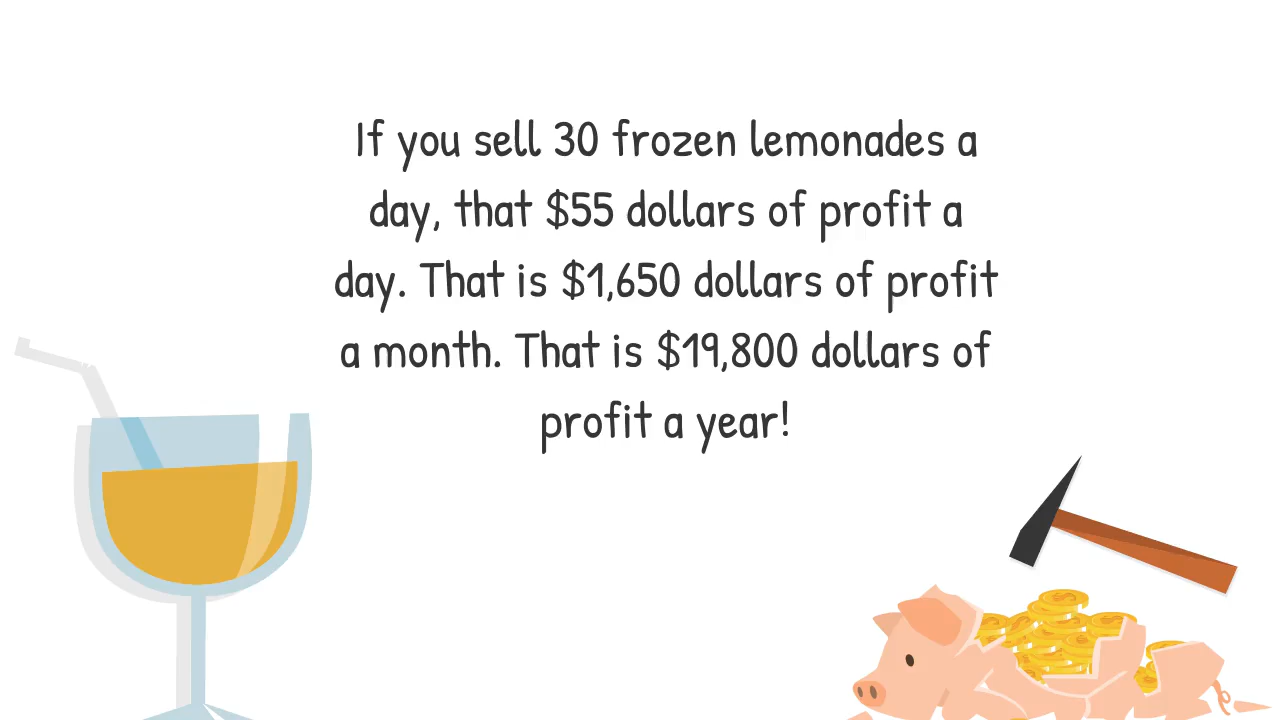 If you sell 30 frozen lemonades a
day, that $55 dollars of profit a
day. That is $1,650 dollars of profit
a month. That is $19,800 dollars of
profit a year!